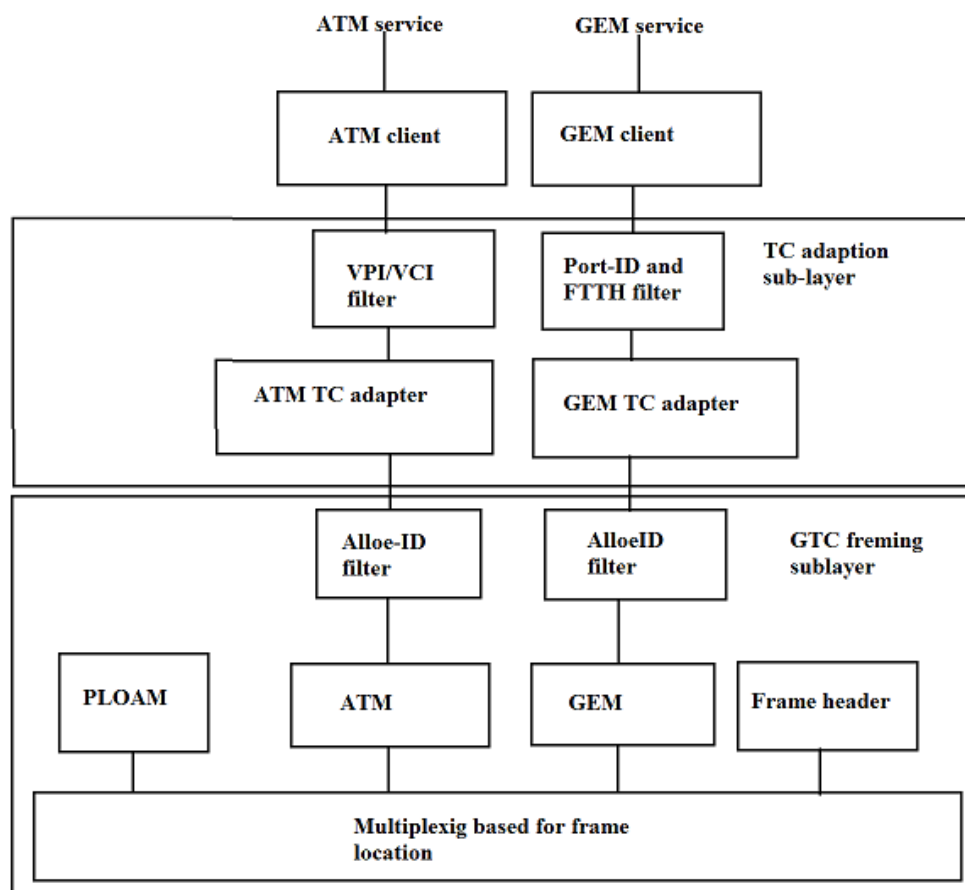 ATM service
GEM service
ATM client
GEM client
VPI/VCI
filter
Port-ID and
FTTH filter
TC adaption
sub-layer
ATM TC adapter
GEM TC adapter
Alloe-ID
filter
AlloeID
filter
GTC freming
sublayer
PLOAM
ATM
GEM
Frame header
Multiplexig based for frame
location